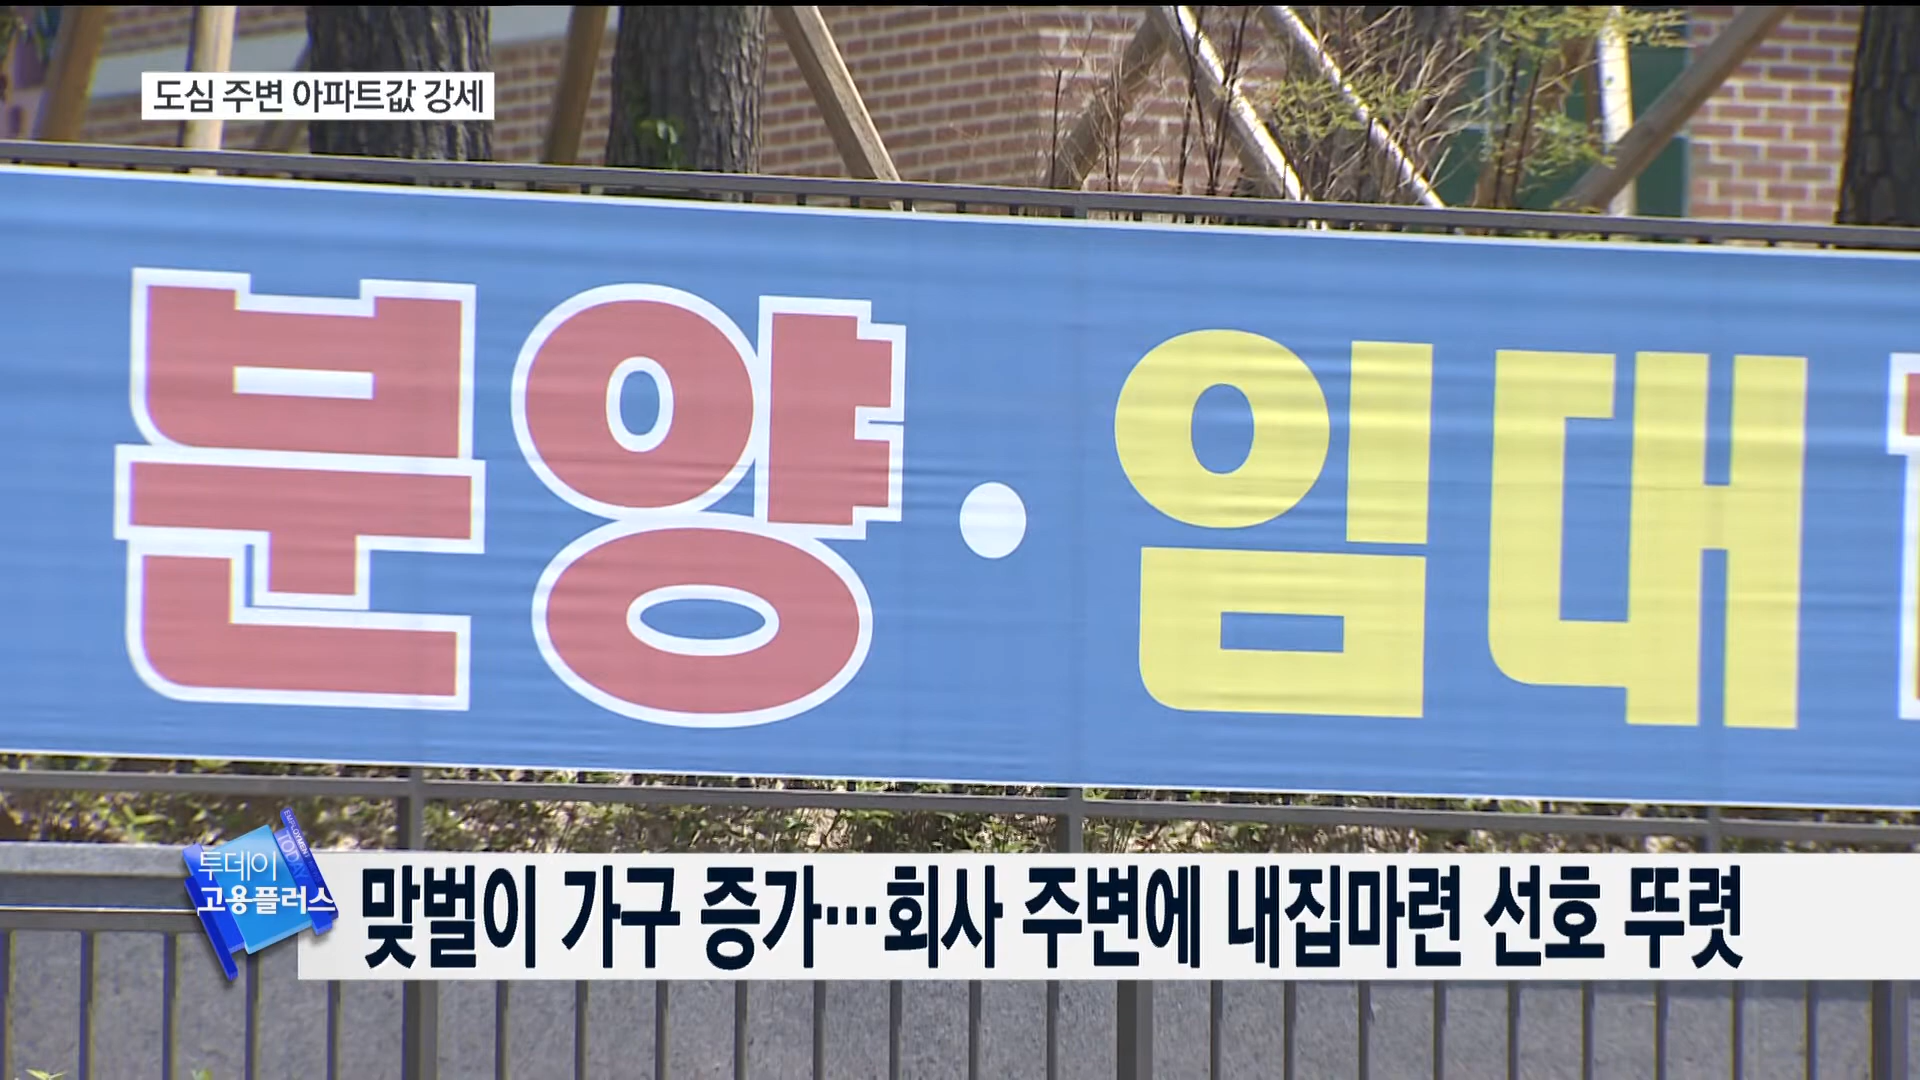 도심 주변 아파트값 강세
분양·임대
EMPLOYMENT
TODAY
투데이
고용플러스
맞벌이 가구 증가…회사 주변에 내집마련 선호 뚜렷